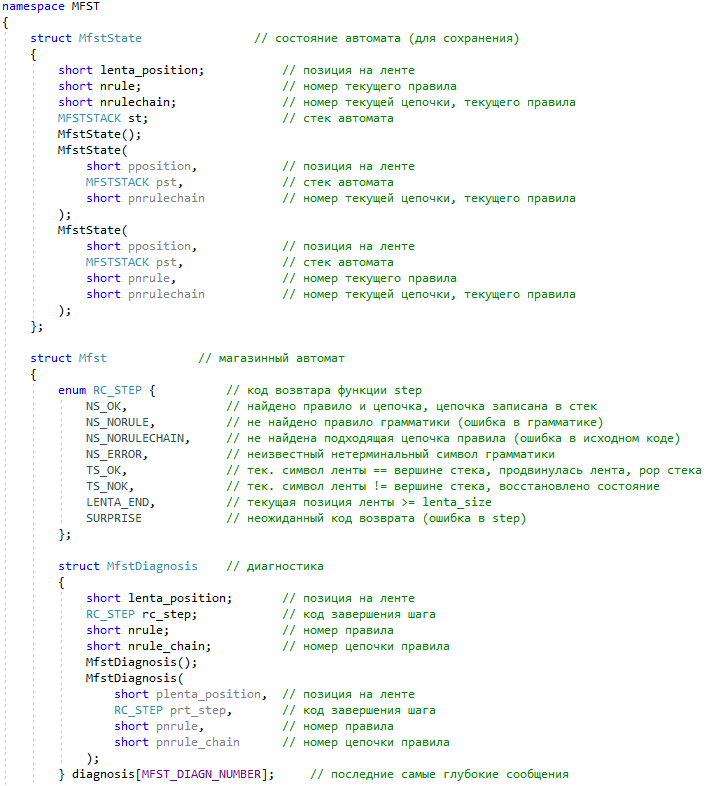 namespace MFST
{
    struct MfstState                // состояние автомата (для сохранения)
    {
        short lenta_position;           // позиция на ленте
        short nrule;                    // номер текущего правила
        short nrulechain;               // номер текущей цепочки, текущего правила
        MFSTSTACK st;                   // стек автомата
        MfstState();
        MfstState(
            short pposition,            // позиция на ленте
            MFSTSTACK pst,              // стек автомата
            short pnrulechain           // номер текущей цепочки, текущего правила
        );
        MfstState(
            short pposition,            // позиция на ленте
            MFSTSTACK pst,              // стек автомата
            short pnrule,               // номер текущего правила
            short pnrulechain           // номер текущей цепочки, текущего правила
        );
    };

    struct Mfst             // магазинный автомат
    {
        enum RC_STEP {          // код возвтара функции step
            NS_OK,              // найдено правило и цепочка, цепочка записана в стек
            NS_NORULE,          // не найдено правило грамматики (ошибка в грамматике)
            NS_NORULECHAIN,     // не найдена подходящая цепочка правила (ошибка в исходном коде)
            NS_ERROR,           // неизвестный нетерминальный символ грамматики
            TS_OK,              // тек. символ ленты == вершине стека, продвинулась лента, pop стека
            TS_NOK,             // тек. символ ленты != вершине стека, восстановлено состояние
            LENTA_END,          // текущая позиция ленты >= lenta_size
            SURPRISE            // неожиданный код возврата (ошибка в step)
        };

        struct MfstDiagnosis    // диагностика
        {
            short lenta_position;       // позиция на ленте
            RC_STEP rc_step;            // код завершения шага
            short nrule;                // номер правила
            short nrule_chain;          // номер цепочки правила
            MfstDiagnosis();
            MfstDiagnosis(
                short plenta_position,  // позиция на ленте
                RC_STEP prt_step,       // код завершения шага
                short pnrule,           // номер правила
                short pnrule_chain      // номер цепочки правила
            );
        } diagnosis[MFST_DIAGN_NUMBER];     // последние самые глубокие сообщения